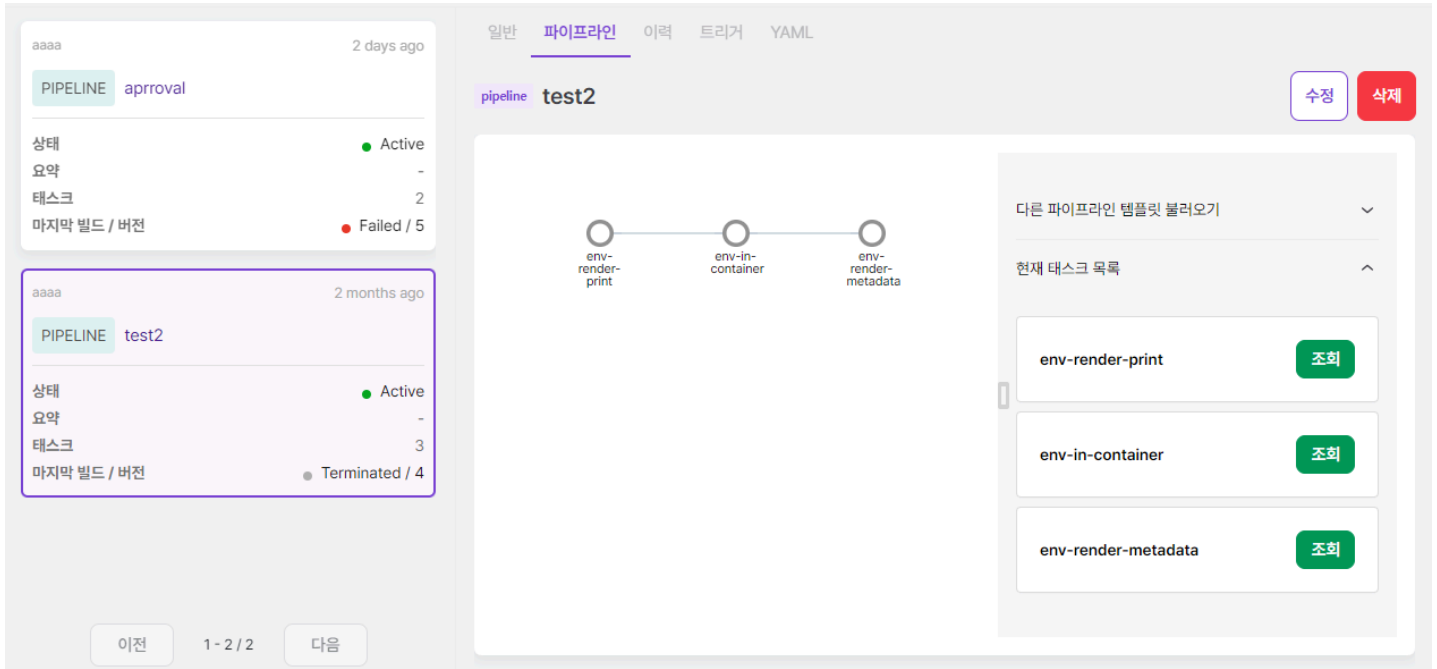 aaaa 2 days ago
PIPELINE aprroval
상태 Active
요약 -
태스크 2
마지막 빌드 / 버전 Failed / 5
aaaa 2 months ago
PIPELINE test2
상태 Active
요약 -
태스크 3
마지막 빌드 / 버전 Terminated / 4
이전 1 - 2 / 2 다음
일반 파이프라인 이력 트리거 YAML
pipeline test2 수정 삭제
env-
render-
print
env-in-
container
env-
render-
metadata
다른 파이프라인 템플릿 불러오기
현재 태스크 목록
env-render-print 조회
env-in-container 조회
env-render-metadata 조회